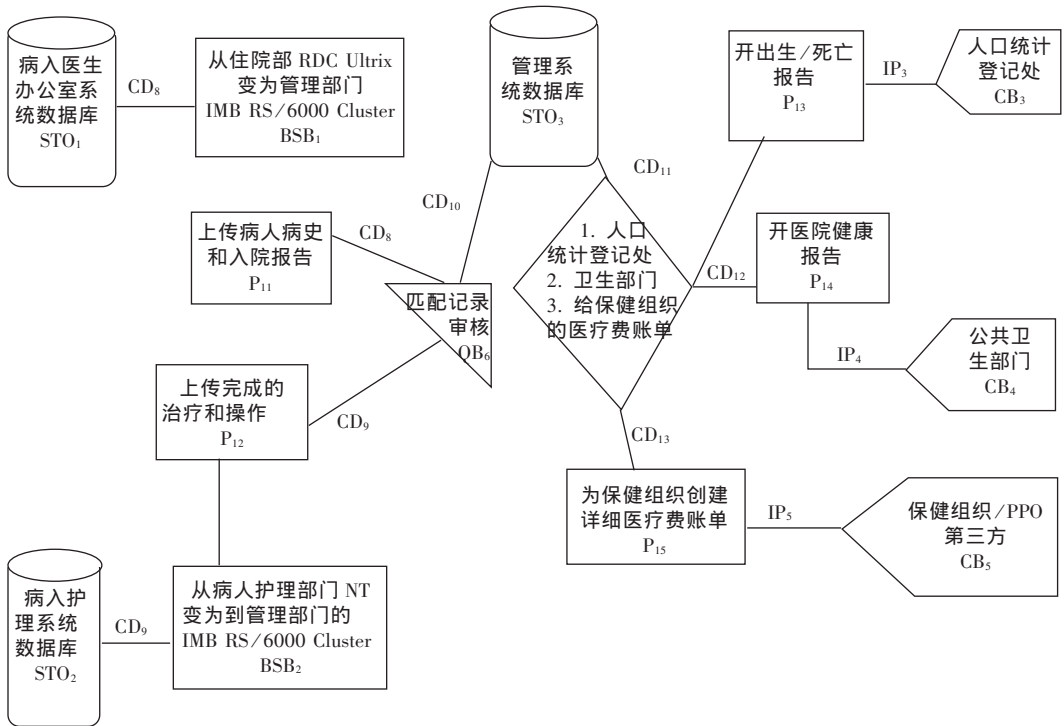 病入医生
办公室系
统数据库
STO₁
CD₈
从住院部 RDC Ultrix
变为管理部门
IMB RS/6000 Cluster
BSB₁
管理系
统数据库
STO₃
开出生/死亡
报告
P₁₃
IP₃
人口统计
登记处
CB₃
CD₁₀
CD₁₁
上传病人病史
和入院报告
P₁₁
CD₈
匹配记录
审核
QB₆
1. 人口
统计登记处
2. 卫生部门
3. 给保健组织
的医疗费账单
CD₁₂
开医院健康
报告
P₁₄
IP₄
公共卫
生部门
CB₄
上传完成的
治疗和操作
P₁₂
CD₉
CD₁₃
为保健组织创建
详细医疗费账单
P₁₅
IP₅
保健组织/PPO
第三方
CB₅
病入护
理系统
数据库
STO₂
CD₉
从病人护理部门 NT
变为到管理部门的
IMB RS/6000 Cluster
BSB₂